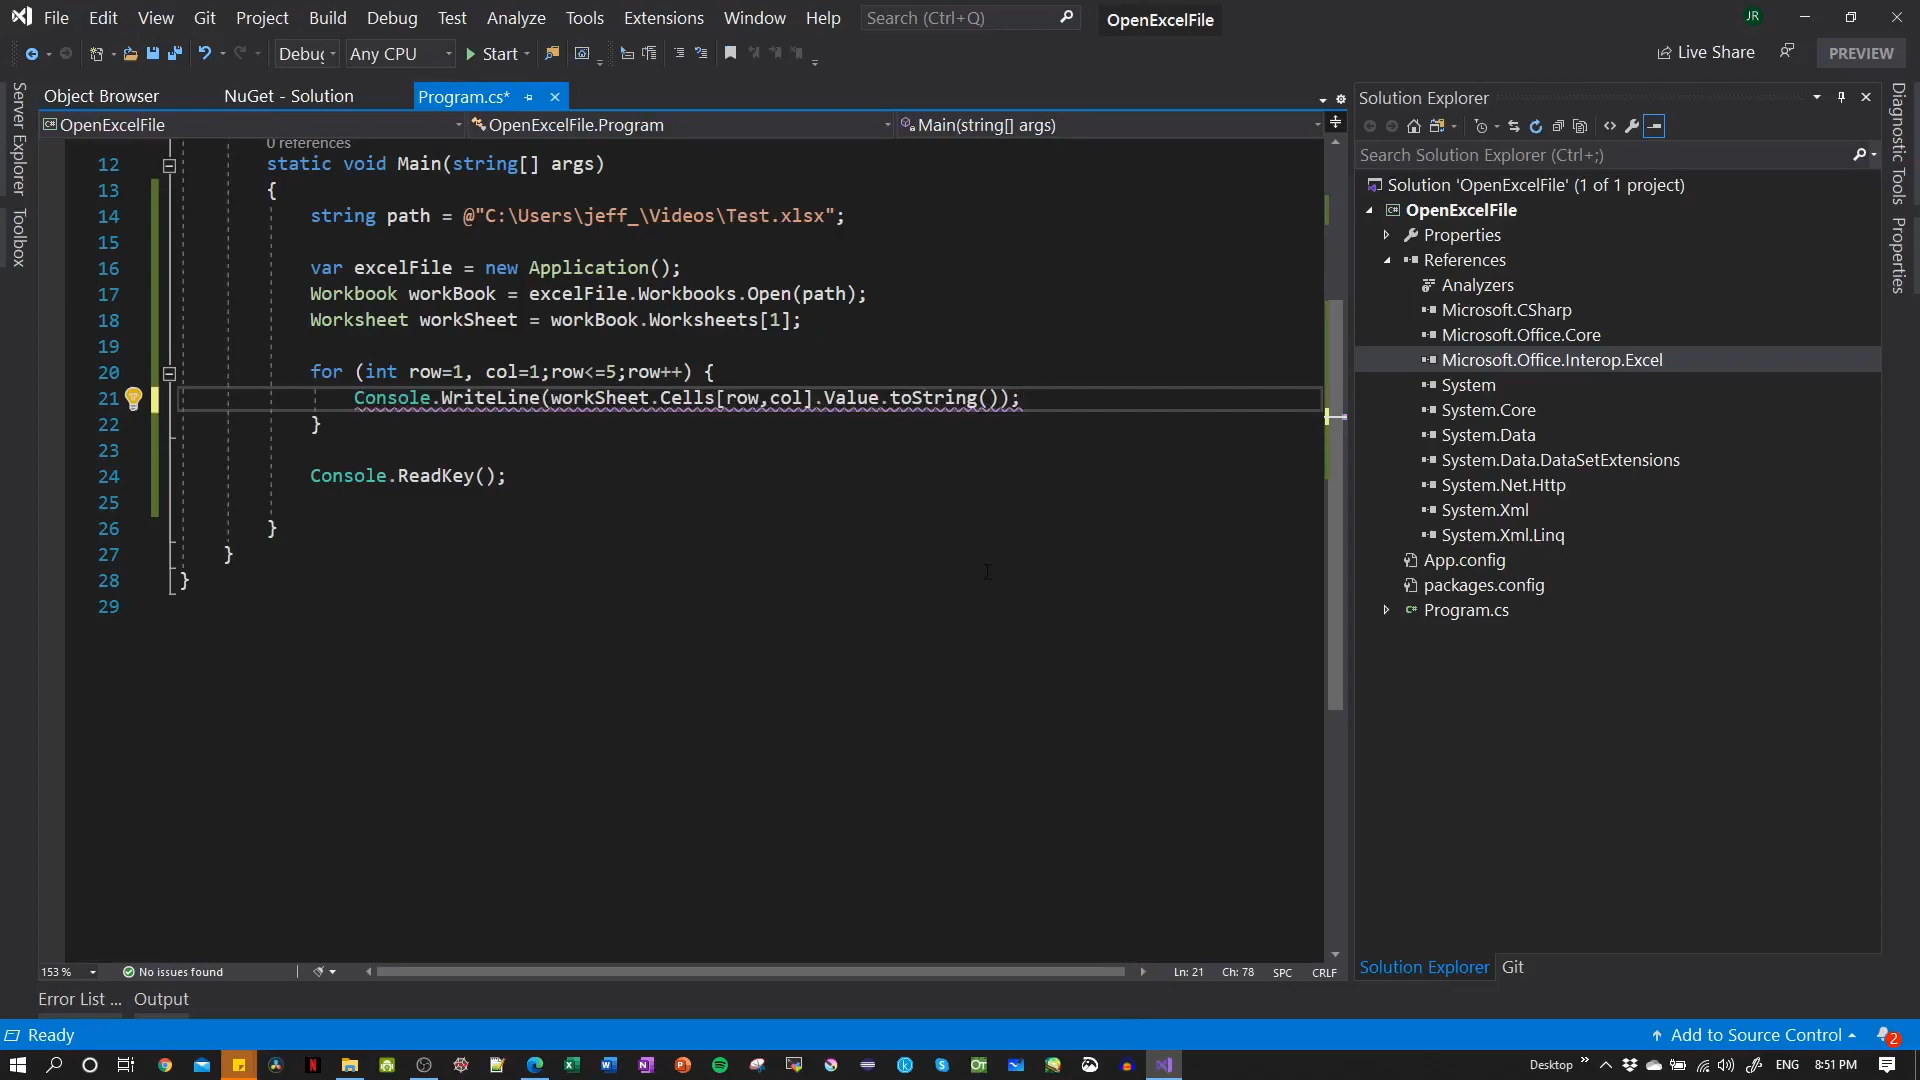 File Edit View Git Project Build Debug Test Analyze Tools Extensions Window Help Search (Ctrl+Q) OpenExcelFile JR
Debug Any CPU Start Live Share PREVIEW
Server Explorer
Toolbox
Object Browser NuGet - Solution Program.cs*
OpenExcelFile OpenExcelFile.Program Main(string[] args)
0 references
12 static void Main(string[] args)
13 {
14 string path = @"C:\Users\jeff_\Videos\Test.xlsx";
15
16 var excelFile = new Application();
17 Workbook workBook = excelFile.Workbooks.Open(path);
18 Worksheet workSheet = workBook.Worksheets[1];
19
20 for (int row=1, col=1;row<=5;row++) {
21 Console.WriteLine(workSheet.Cells[row,col].Value.toString());
22 }
23
24 Console.ReadKey();
25
26 }
27 }
28 }
29
153 % No issues found Ln: 21 Ch: 78 SPC CRLF
Error List ... Output
Solution Explorer
Search Solution Explorer (Ctrl+;)
Solution 'OpenExcelFile' (1 of 1 project)
C# OpenExcelFile
Properties
References
Analyzers
Microsoft.CSharp
Microsoft.Office.Core
Microsoft.Office.Interop.Excel
System
System.Core
System.Data
System.Data.DataSetExtensions
System.Net.Http
System.Xml
System.Xml.Linq
App.config
packages.config
C# Program.cs
Solution Explorer Git
Diagnostic Tools
Properties
Ready Add to Source Control 2
Desktop ENG 8:51 PM